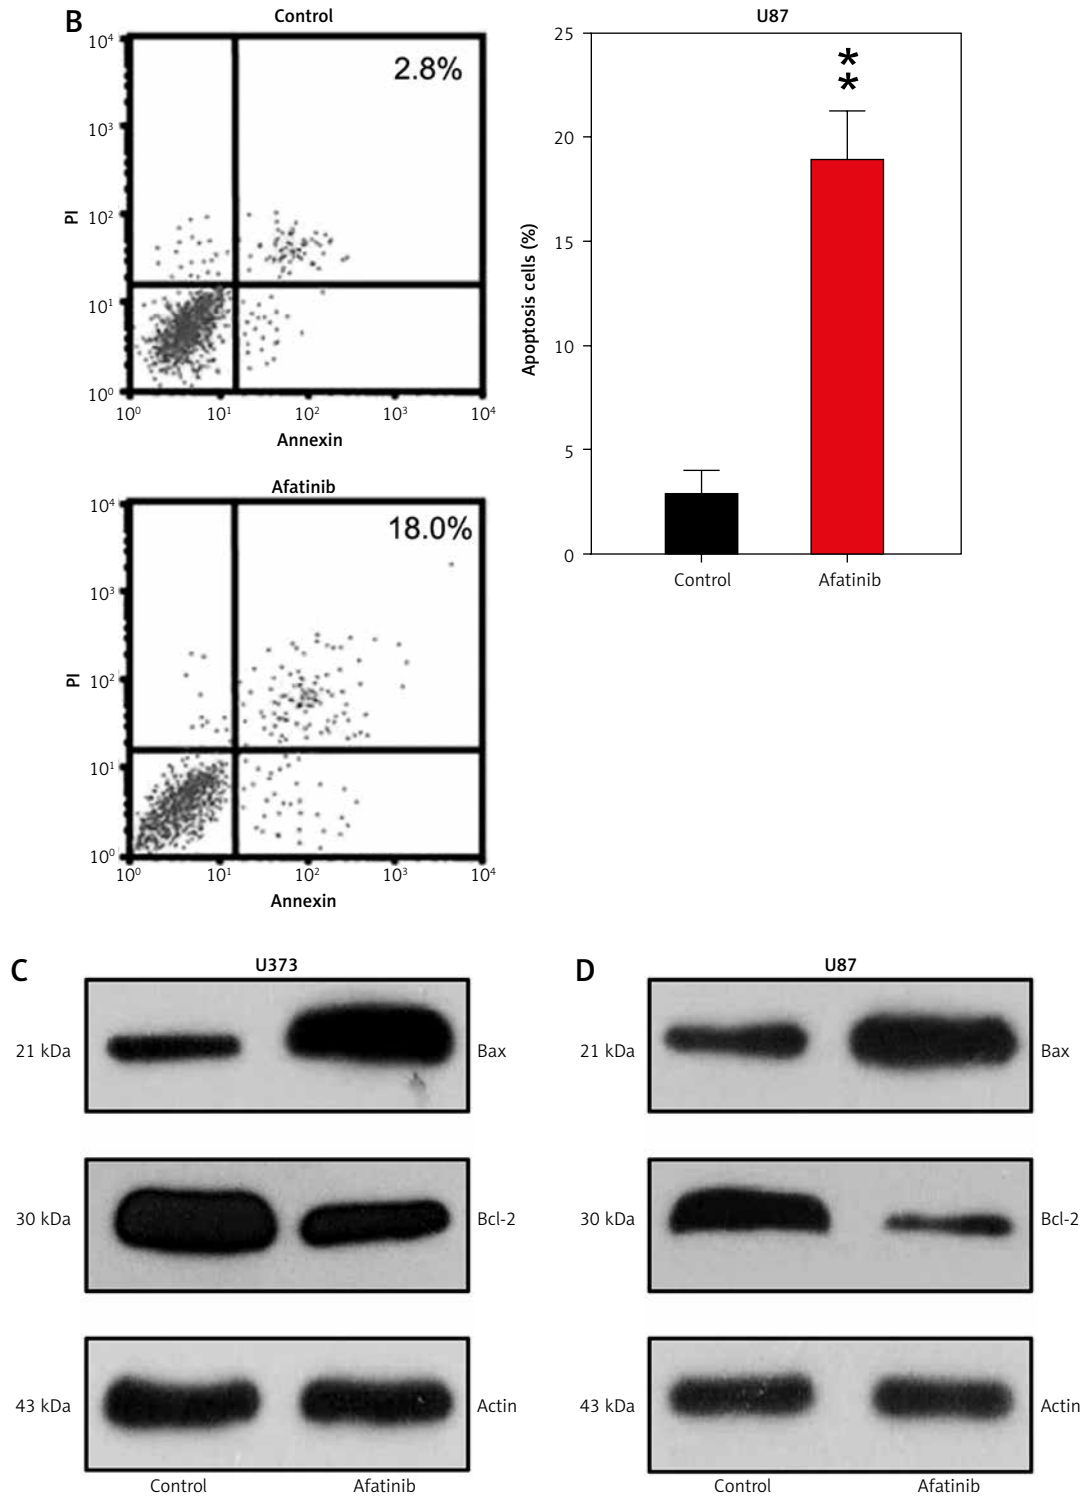 B
Control
2.8%
10⁴
10³
10²
10¹
10⁰
PI
10⁰ 10¹ 10² 10³ 10⁴
Annexin
Afatinib
18.0%
10⁴
10³
10²
10¹
10⁰
PI
10⁰ 10¹ 10² 10³ 10⁴
Annexin
U87
25
20
15
10
5
0
Apoptosis cells (%)
**
Control Afatinib
C
U373
21 kDa Bax
30 kDa Bcl-2
43 kDa Actin
Control Afatinib
D
U87
21 kDa Bax
30 kDa Bcl-2
43 kDa Actin
Control Afatinib